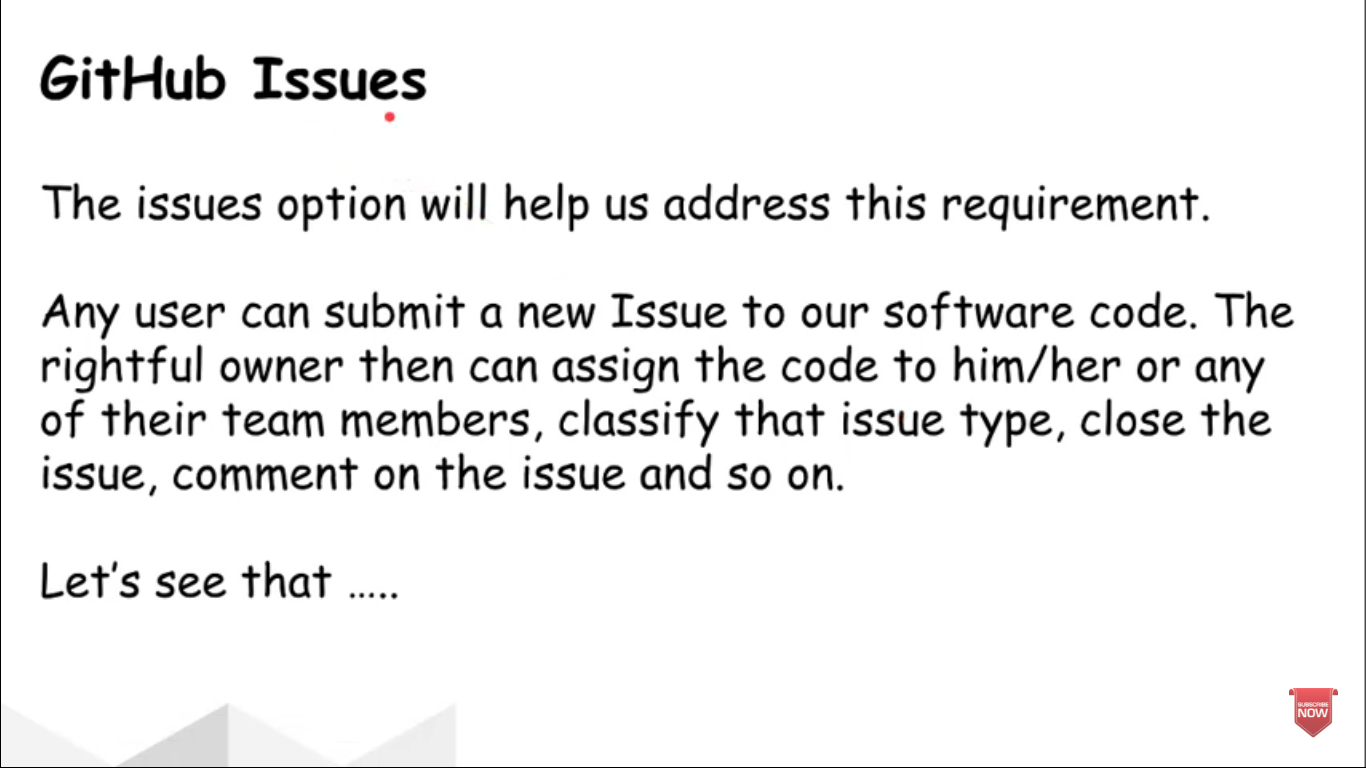 GitHub Issues
The issues option will help us address this requirement.
Any user can submit a new Issue to our software code. The
rightful owner then can assign the code to him/her or any
of their team members, classify that issue type, close the
issue, comment on the issue and so on.
Let's see that .....
SUBSCRIBE
NOW